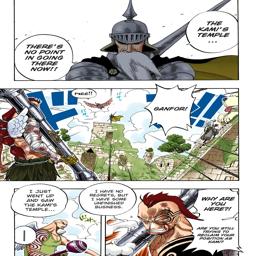 THE
KAMI'S
TEMPLE...
THERE'S
NO POINT IN
GOING THERE
NOW!!
FWEE!!
GANFOR!
I JUST
WENT UP
AND SAW
THE KAMI'S
TEMPLE...
I HAVE NO
REGRETS, BUT
I HAVE SOME
UNFINISHED
BUSINESS.
WHY ARE
YOU
HERE?!
ARE YOU STILL
TRYING TO
RECLAIM YOUR
POSITION AS
KAMI?!